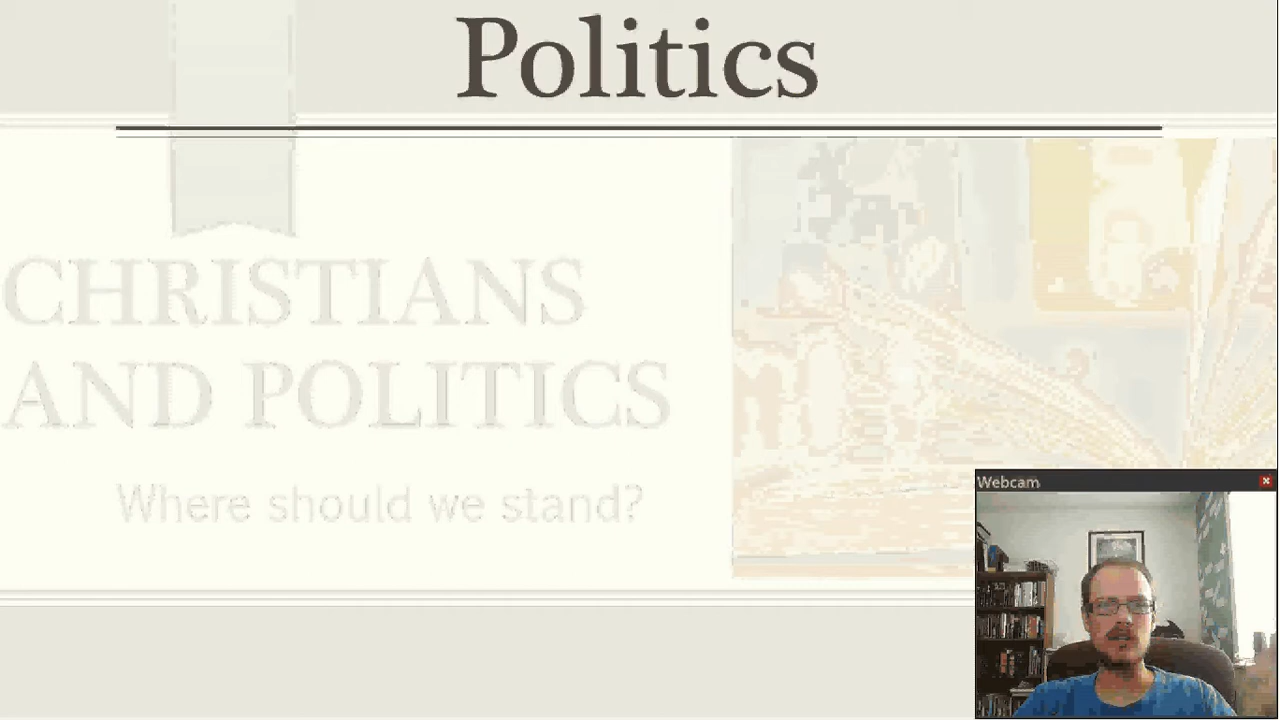 Politics
CHRISTIANS
AND POLITICS
Where should we stand?
Webcam